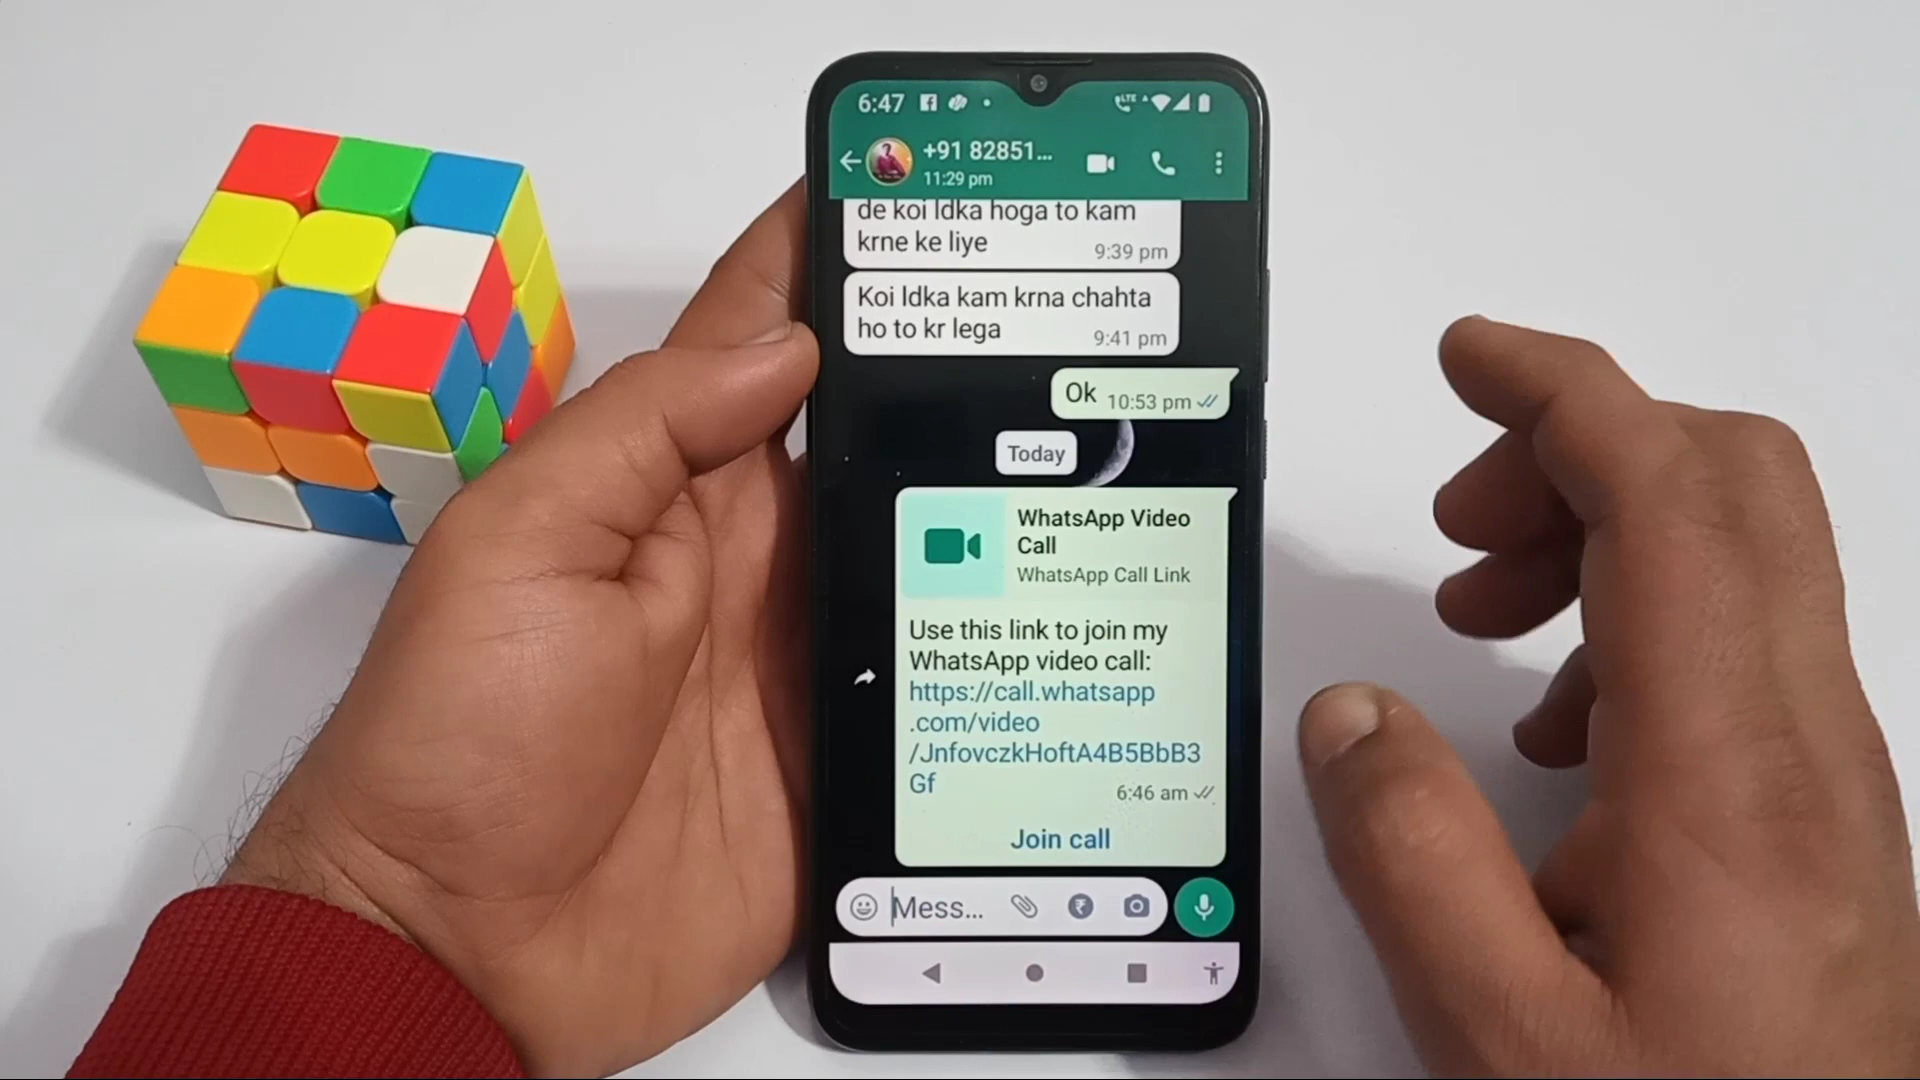 6:47
LTE
+91 82851...
11:29 pm
de koi ldka hoga to kam
krne ke liye
9:39 pm
Koi ldka kam krna chahta
ho to kr lega
9:41 pm
Ok
10:53 pm
Today
WhatsApp Video
Call
WhatsApp Call Link
Use this link to join my
WhatsApp video call:
https://call.whatsapp
.com/video
/JnfovczkHoftA4B5BbB3
Gf
6:46 am
Join call
Mess...